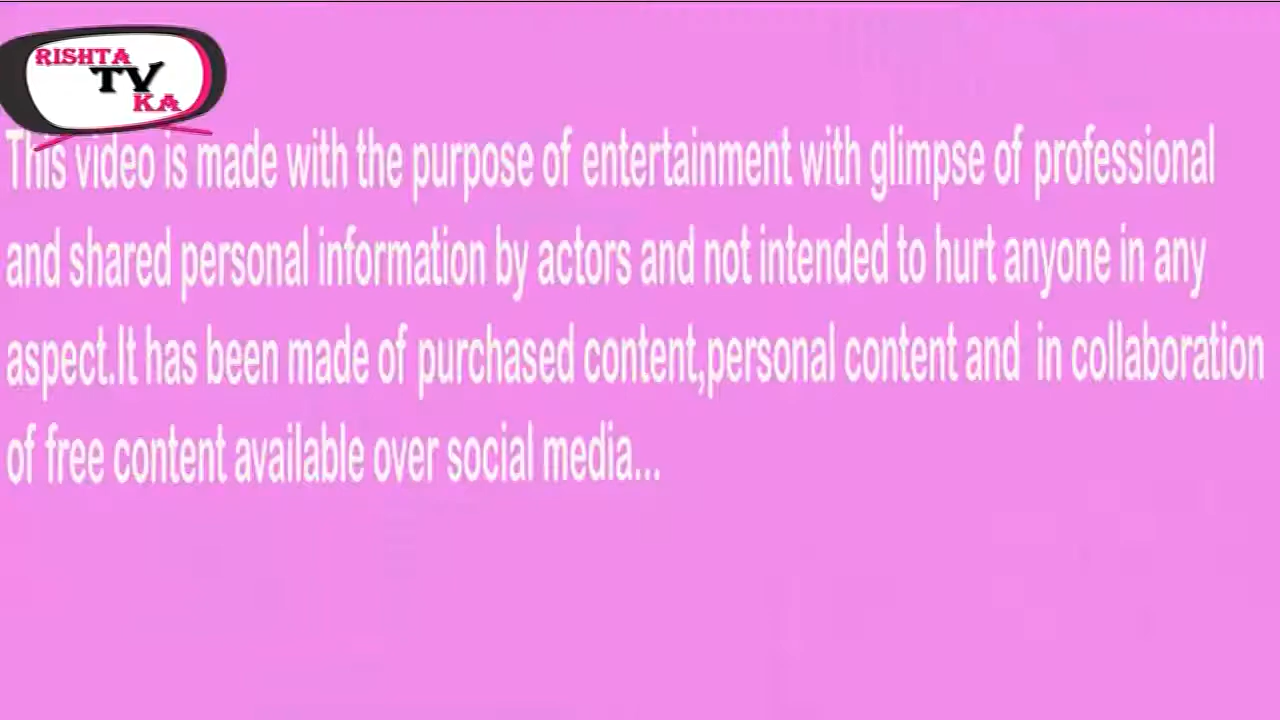 RISHTA
TV
KA
This video is made with the purpose of entertainment with glimpse of professional
and shared personal information by actors and not intended to hurt anyone in any
aspect.It has been made of purchased content,personal content and in collaboration
of free content available over social media...